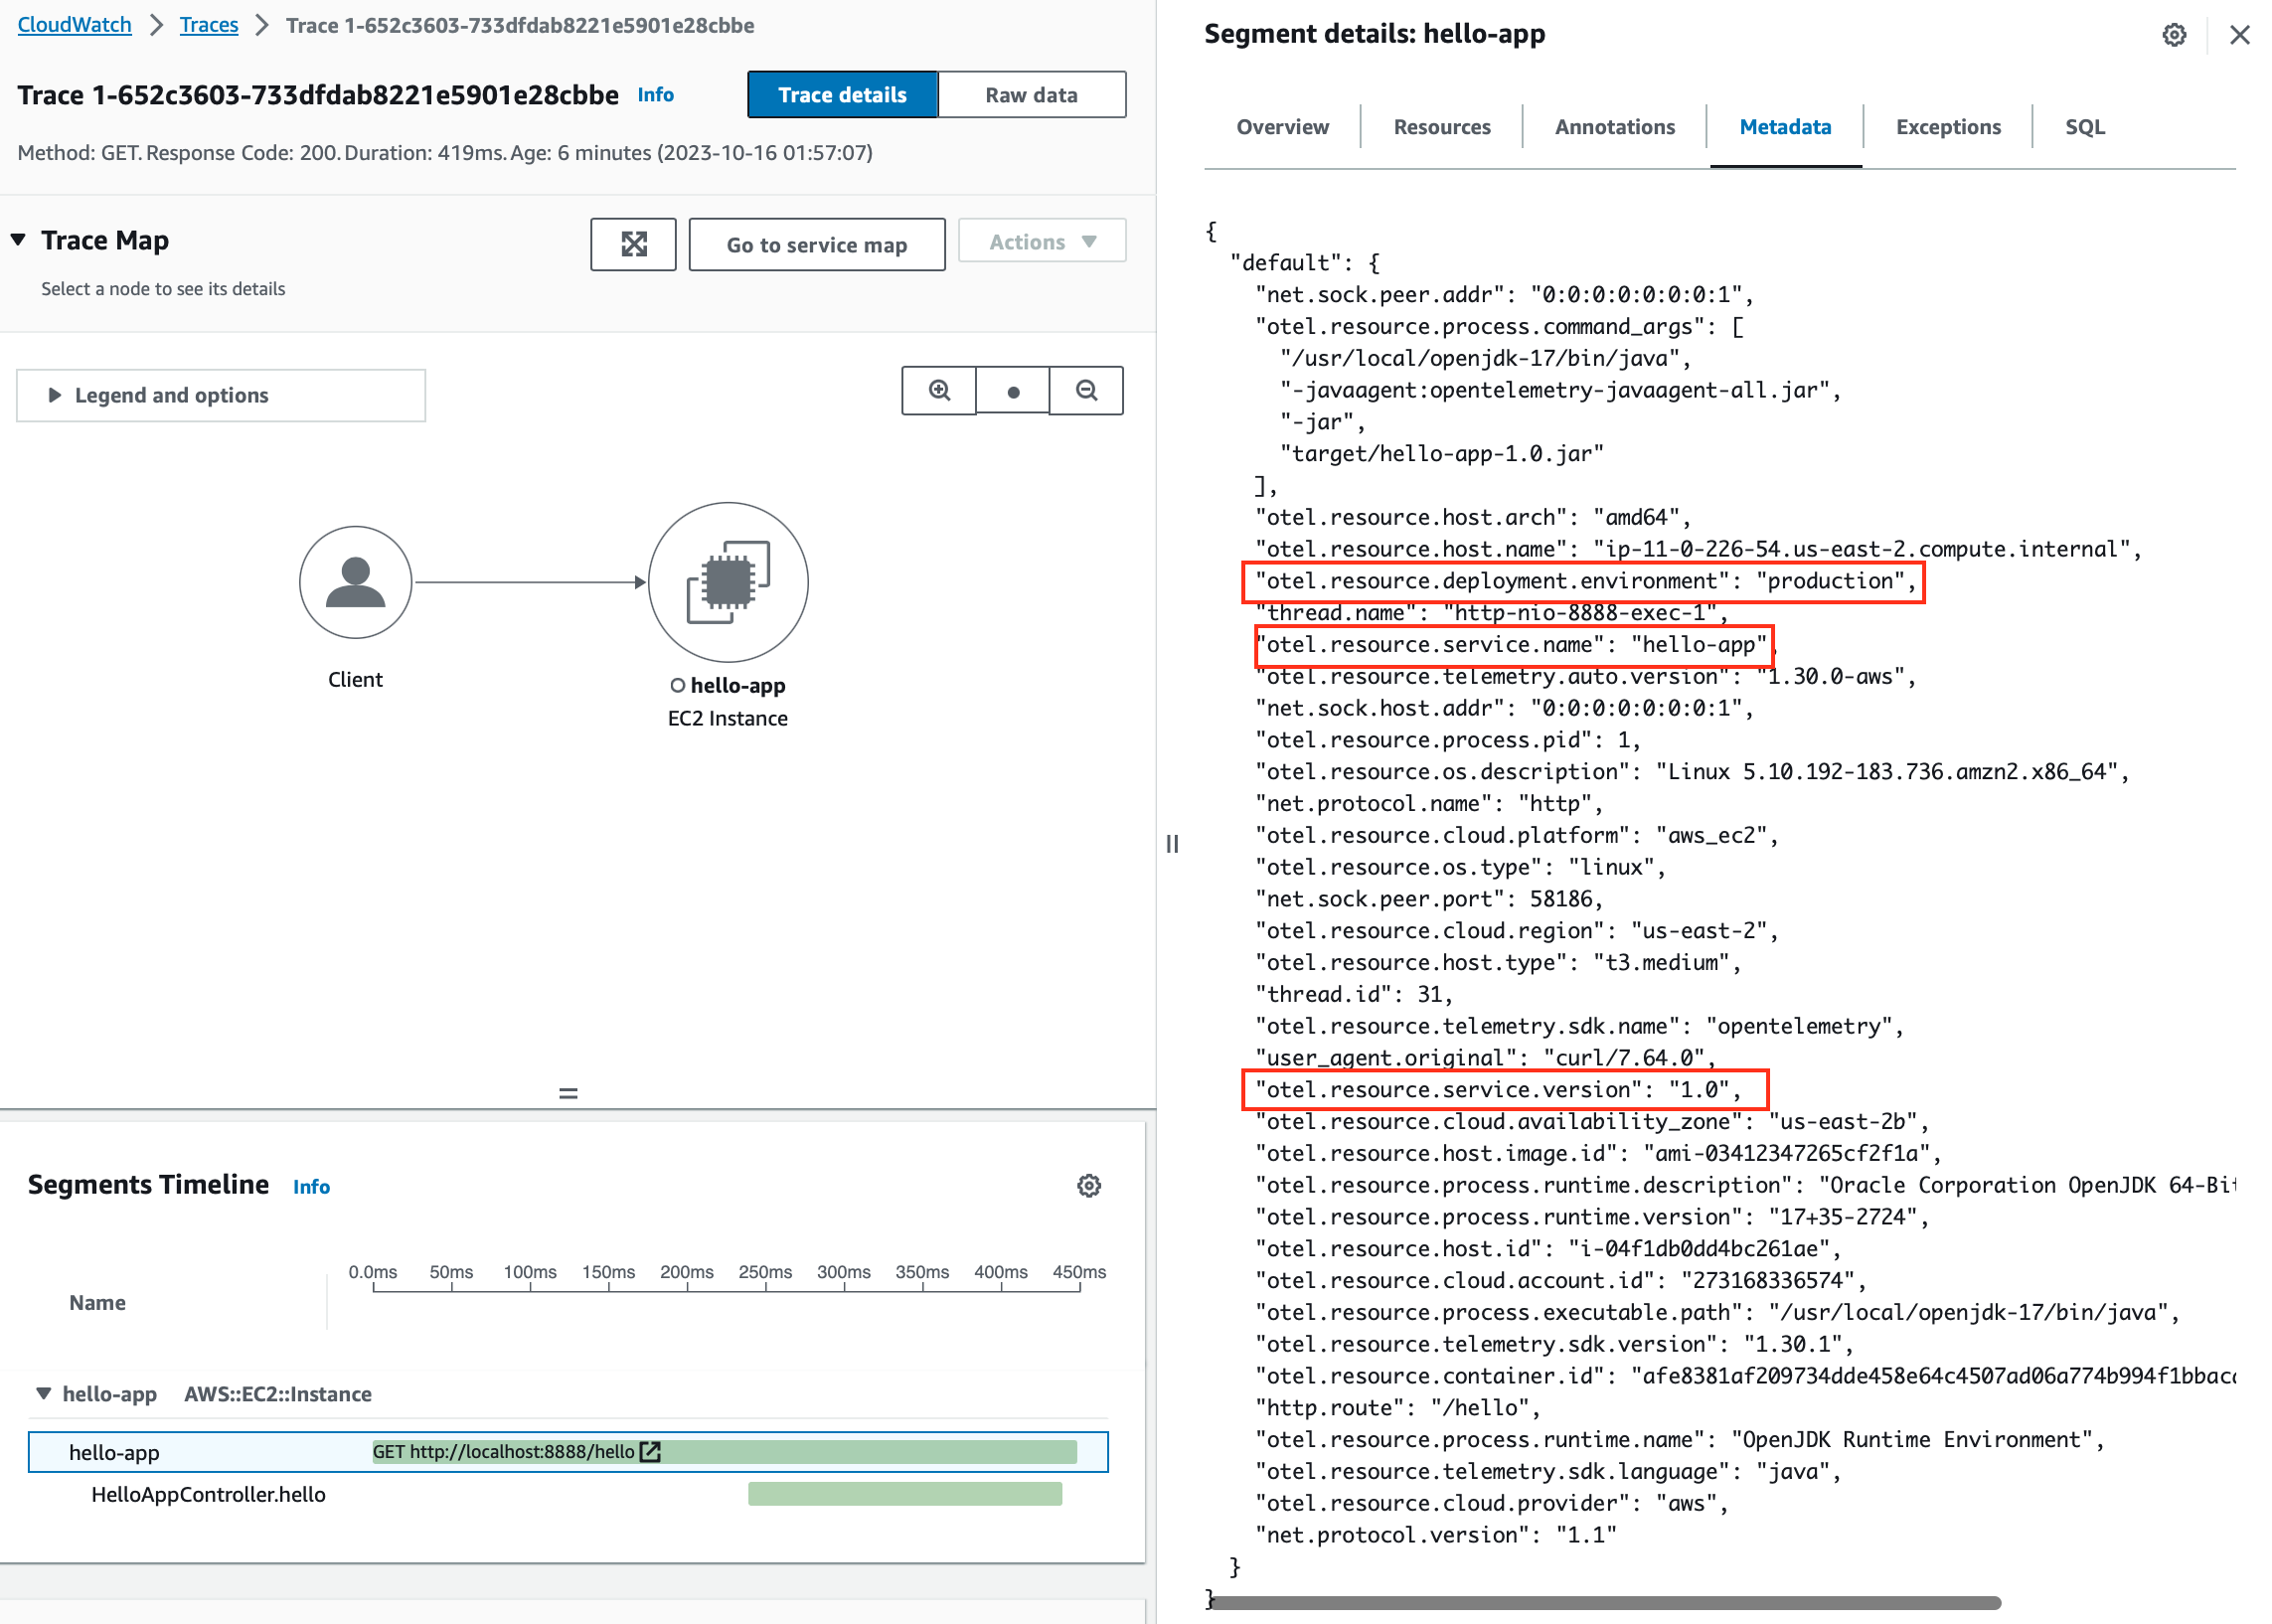 CloudWatch > Traces > Trace 1-652c3603-733dfdab8221e5901e28cbbe
Trace 1-652c3603-733dfdab8221e5901e28cbbe Info
Trace details Raw data
Method: GET. Response Code: 200. Duration: 419ms. Age: 6 minutes (2023-10-16 01:57:07)
Trace Map
Select a node to see its details
Go to service map
Actions
Legend and options
Client
hello-app
EC2 Instance
Segments Timeline Info
Name
0.0ms 50ms 100ms 150ms 200ms 250ms 300ms 350ms 400ms 450ms
hello-app AWS::EC2::Instance
hello-app GET http://localhost:8888/hello
HelloAppController.hello
Segment details: hello-app
Overview Resources Annotations Metadata Exceptions SQL
{
"default": {
"net.sock.peer.addr": "0:0:0:0:0:0:0:1",
"otel.resource.process.command_args": [
"/usr/local/openjdk-17/bin/java",
"-javaagent:opentelemetry-javaagent-all.jar",
"-jar",
"target/hello-app-1.0.jar"
],
"otel.resource.host.arch": "amd64",
"otel.resource.host.name": "ip-11-0-226-54.us-east-2.compute.internal",
"otel.resource.deployment.environment": "production",
"thread.name": "http-nio-8888-exec-1",
"otel.resource.service.name": "hello-app",
"otel.resource.telemetry.auto.version": "1.30.0-aws",
"net.sock.host.addr": "0:0:0:0:0:0:0:1",
"otel.resource.process.pid": 1,
"otel.resource.os.description": "Linux 5.10.192-183.736.amzn2.x86_64",
"net.protocol.name": "http",
"otel.resource.cloud.platform": "aws_ec2",
"otel.resource.os.type": "linux",
"net.sock.peer.port": 58186,
"otel.resource.cloud.region": "us-east-2",
"otel.resource.host.type": "t3.medium",
"thread.id": 31,
"otel.resource.telemetry.sdk.name": "opentelemetry",
"user_agent.original": "curl/7.64.0",
"otel.resource.service.version": "1.0",
"otel.resource.cloud.availability_zone": "us-east-2b",
"otel.resource.host.image.id": "ami-03412347265cf2f1a",
"otel.resource.process.runtime.description": "Oracle Corporation OpenJDK 64-Bit
"otel.resource.process.runtime.version": "17+35-2724",
"otel.resource.host.id": "i-04f1db0dd4bc261ae",
"otel.resource.cloud.account.id": "273168336574",
"otel.resource.process.executable.path": "/usr/local/openjdk-17/bin/java",
"otel.resource.telemetry.sdk.version": "1.30.1",
"otel.resource.container.id": "afe8381af209734dde458e64c4507ad06a774b994f1bbac
"http.route": "/hello",
"otel.resource.process.runtime.name": "OpenJDK Runtime Environment",
"otel.resource.telemetry.sdk.language": "java",
"otel.resource.cloud.provider": "aws",
"net.protocol.version": "1.1"
}
}